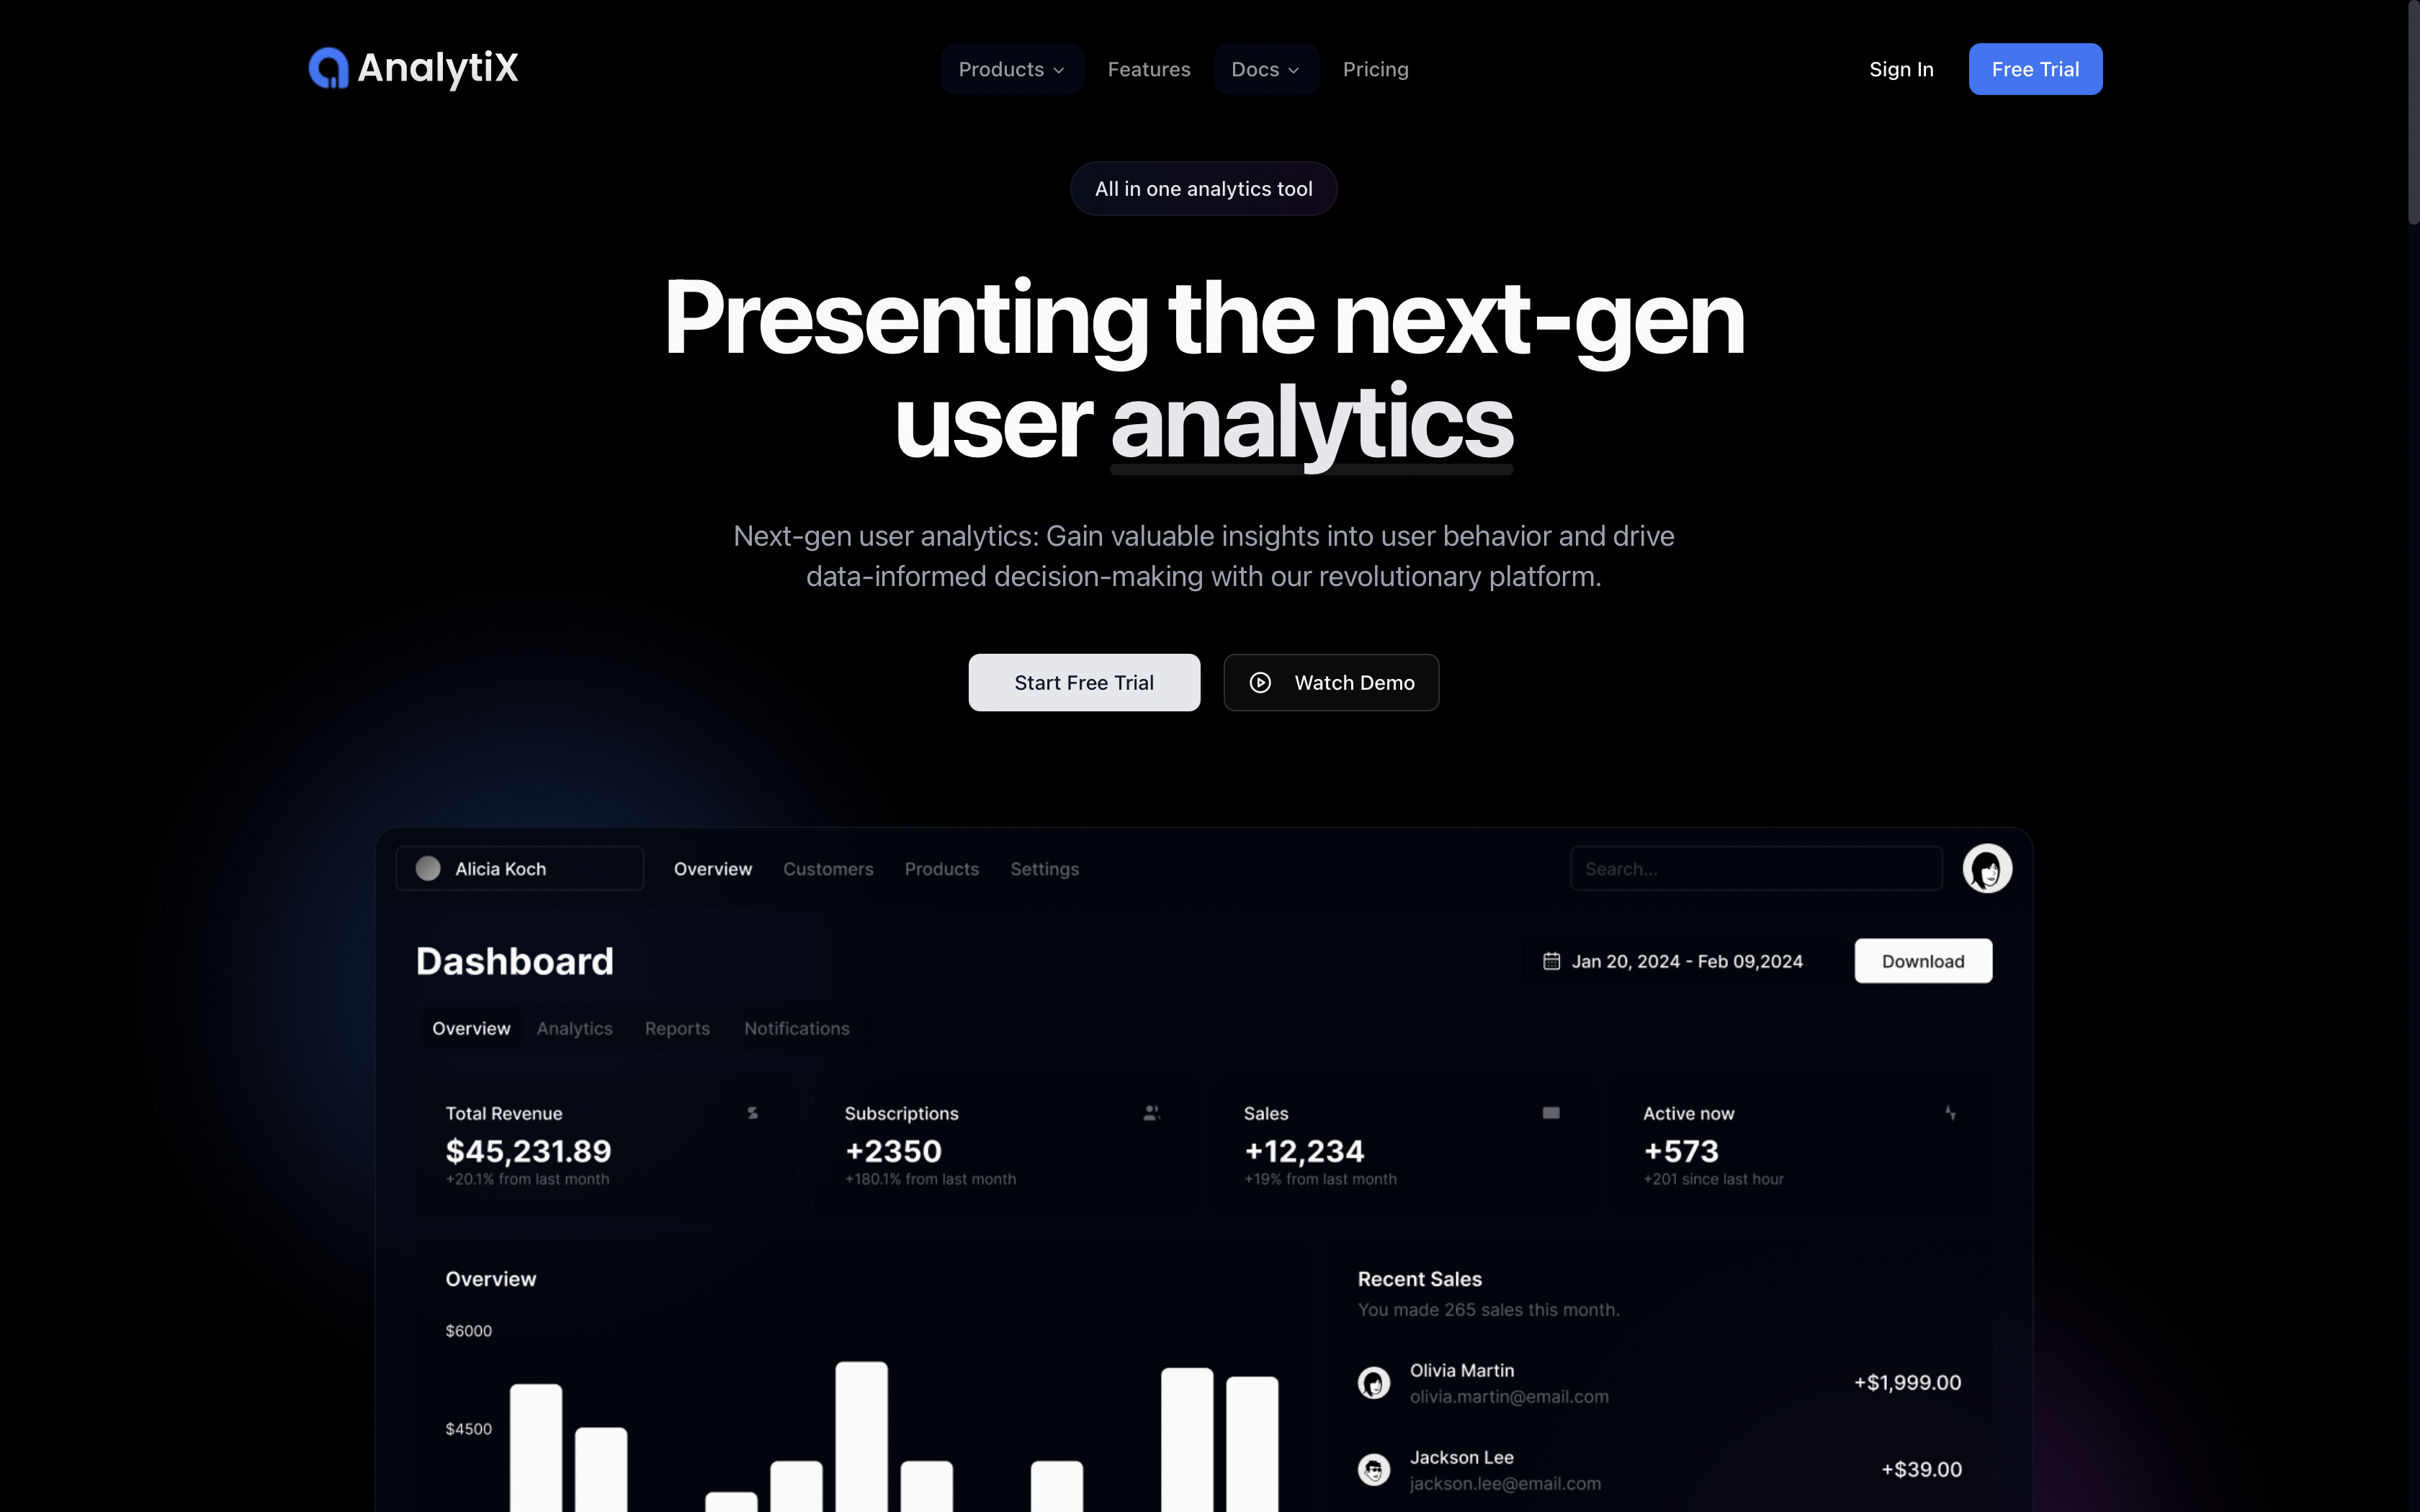 AnalytiX
Products Features Docs Pricing
Sign In Free Trial
All in one analytics tool
Presenting the next-gen
user analytics
Next-gen user analytics: Gain valuable insights into user behavior and drive
data-informed decision-making with our revolutionary platform.
Start Free Trial Watch Demo
Alicia Koch Overview Customers Products Settings Search...
Dashboard Jan 20, 2024 - Feb 09,2024 Download
Overview Analytics Reports Notifications
Total Revenue
$45,231.89
+20.1% from last month
Subscriptions
+2350
+180.1% from last month
Sales
+12,234
+19% from last month
Active now
+573
+201 since last hour
Overview
$6000
$4500
Recent Sales
You made 265 sales this month.
Olivia Martin
olivia.martin@email.com
+$1,999.00
Jackson Lee
jackson.lee@email.com
+$39.00